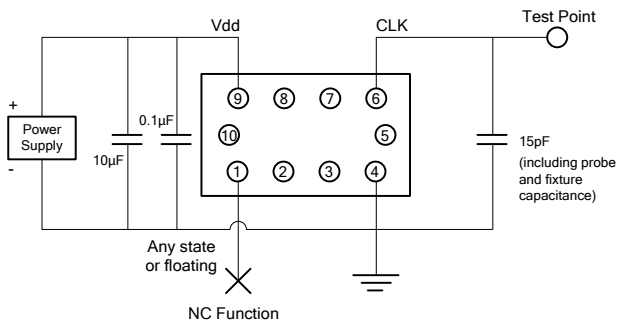 Vdd
CLK
Test Point
9
8
7
6
+
Power
Supply
-
10µF
0.1µF
10
5
15pF
(including probe
and fixture
capacitance)
1
2
3
4
Any state
or floating
NC Function